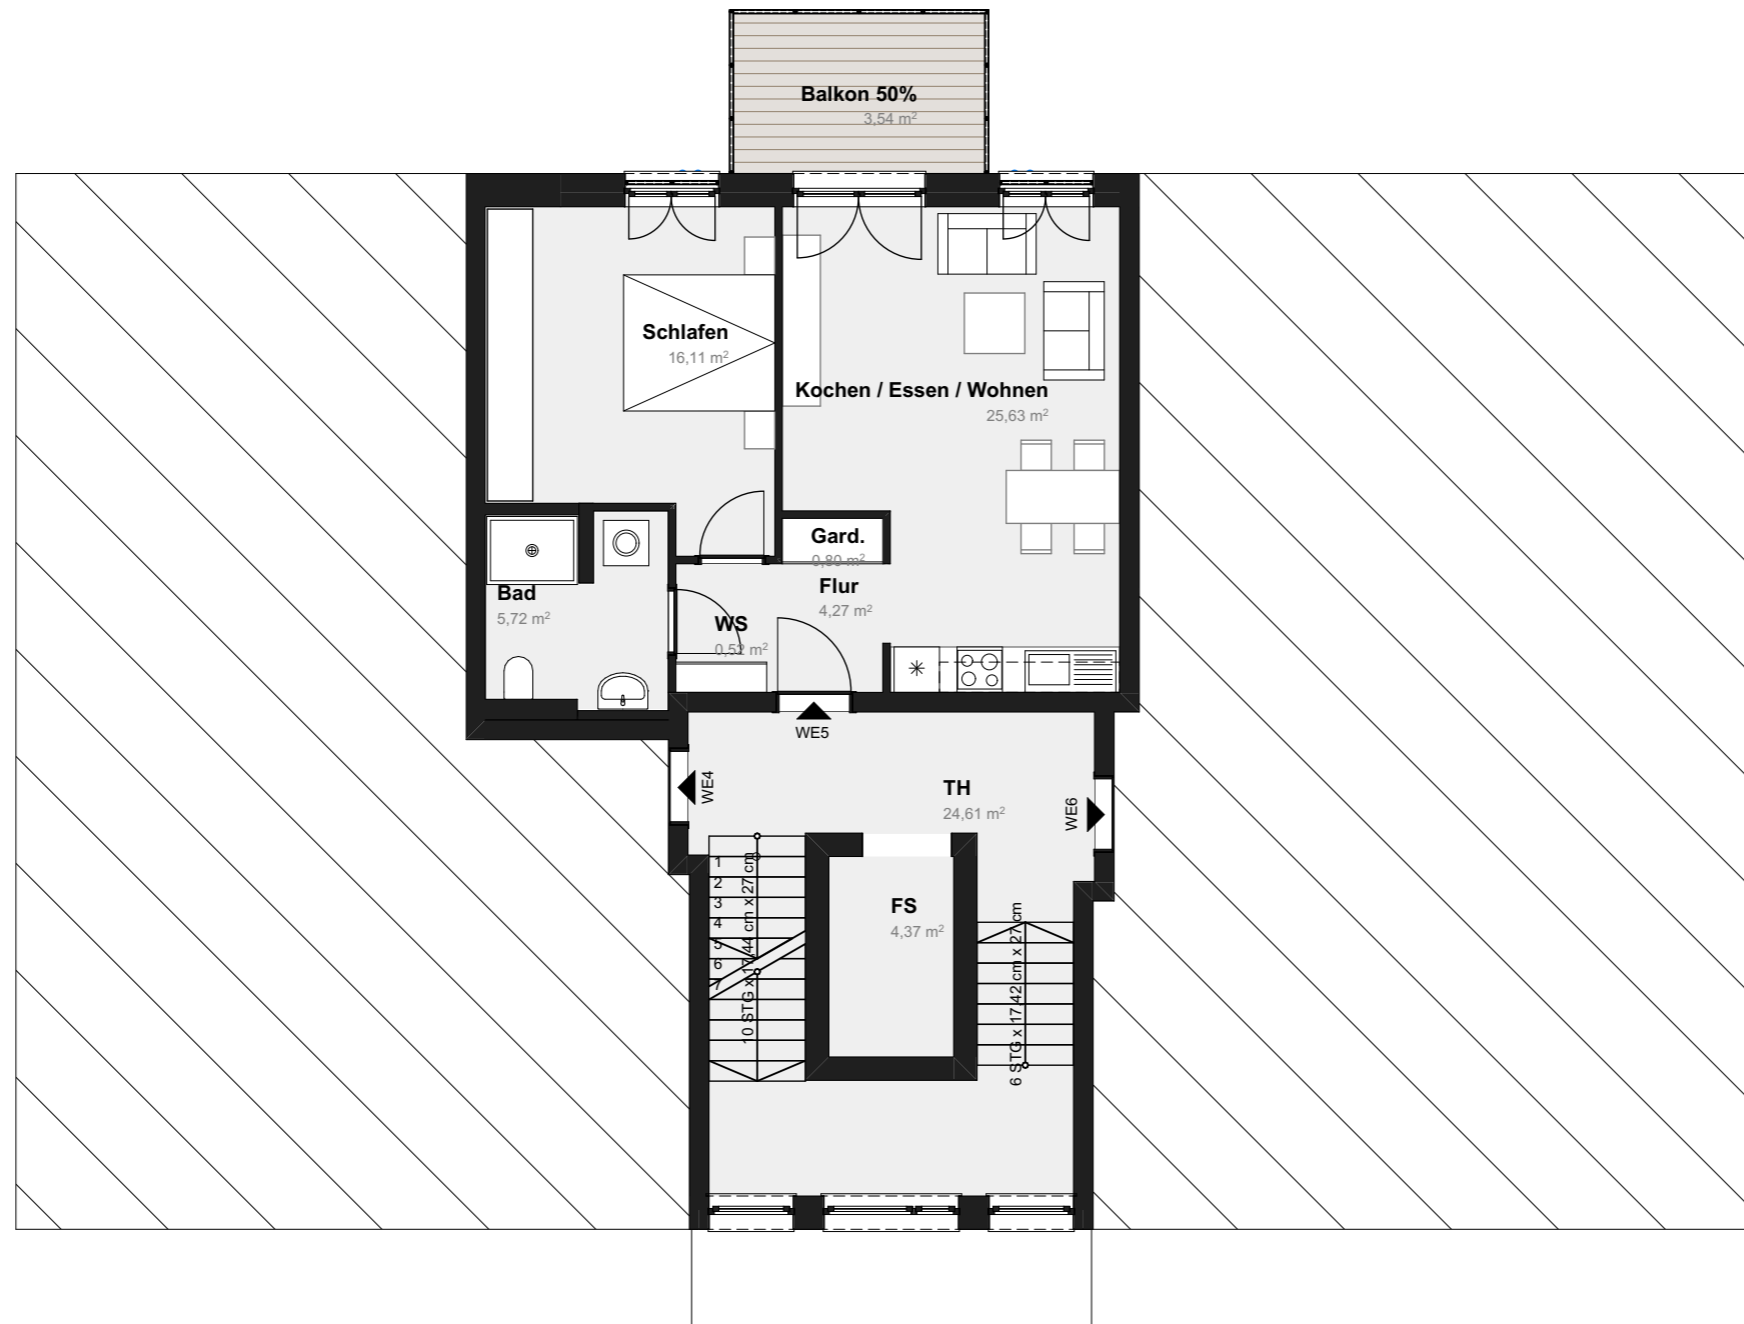 Balkon 50%
3,54 m²
Schlafen
16,11 m²
Kochen / Essen / Wohnen
25,63 m²
Gard.
0,80 m²
Bad
5,72 m²
Flur
4,27 m²
WS
0,52 m²
WE5
WE4
TH
24,61 m²
WE6
1
2
3
4
5
6
7
10 STG x 17,44 cm x 27 cm
FS
4,37 m²
6 STG x 17,42 cm x 27 cm